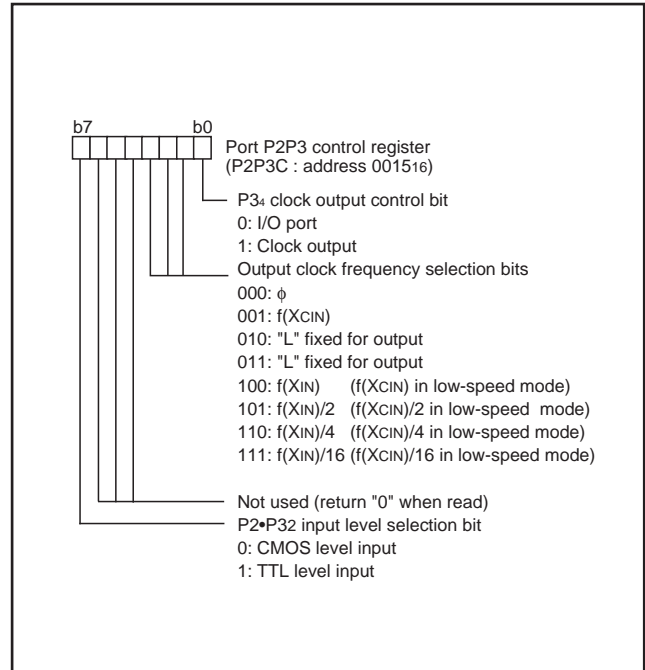 b7 b0
Port P2P3 control register
(P2P3C : address 001516)
P34 clock output control bit
0: I/O port
1: Clock output
Output clock frequency selection bits
000: ϕ
001: f(XCIN)
010: "L" fixed for output
011: "L" fixed for output
100: f(XIN) (f(XCIN) in low-speed mode)
101: f(XIN)/2 (f(XCIN)/2 in low-speed mode)
110: f(XIN)/4 (f(XCIN)/4 in low-speed mode)
111: f(XIN)/16 (f(XCIN)/16 in low-speed mode)
Not used (return "0" when read)
P2•P32 input level selection bit
0: CMOS level input
1: TTL level input